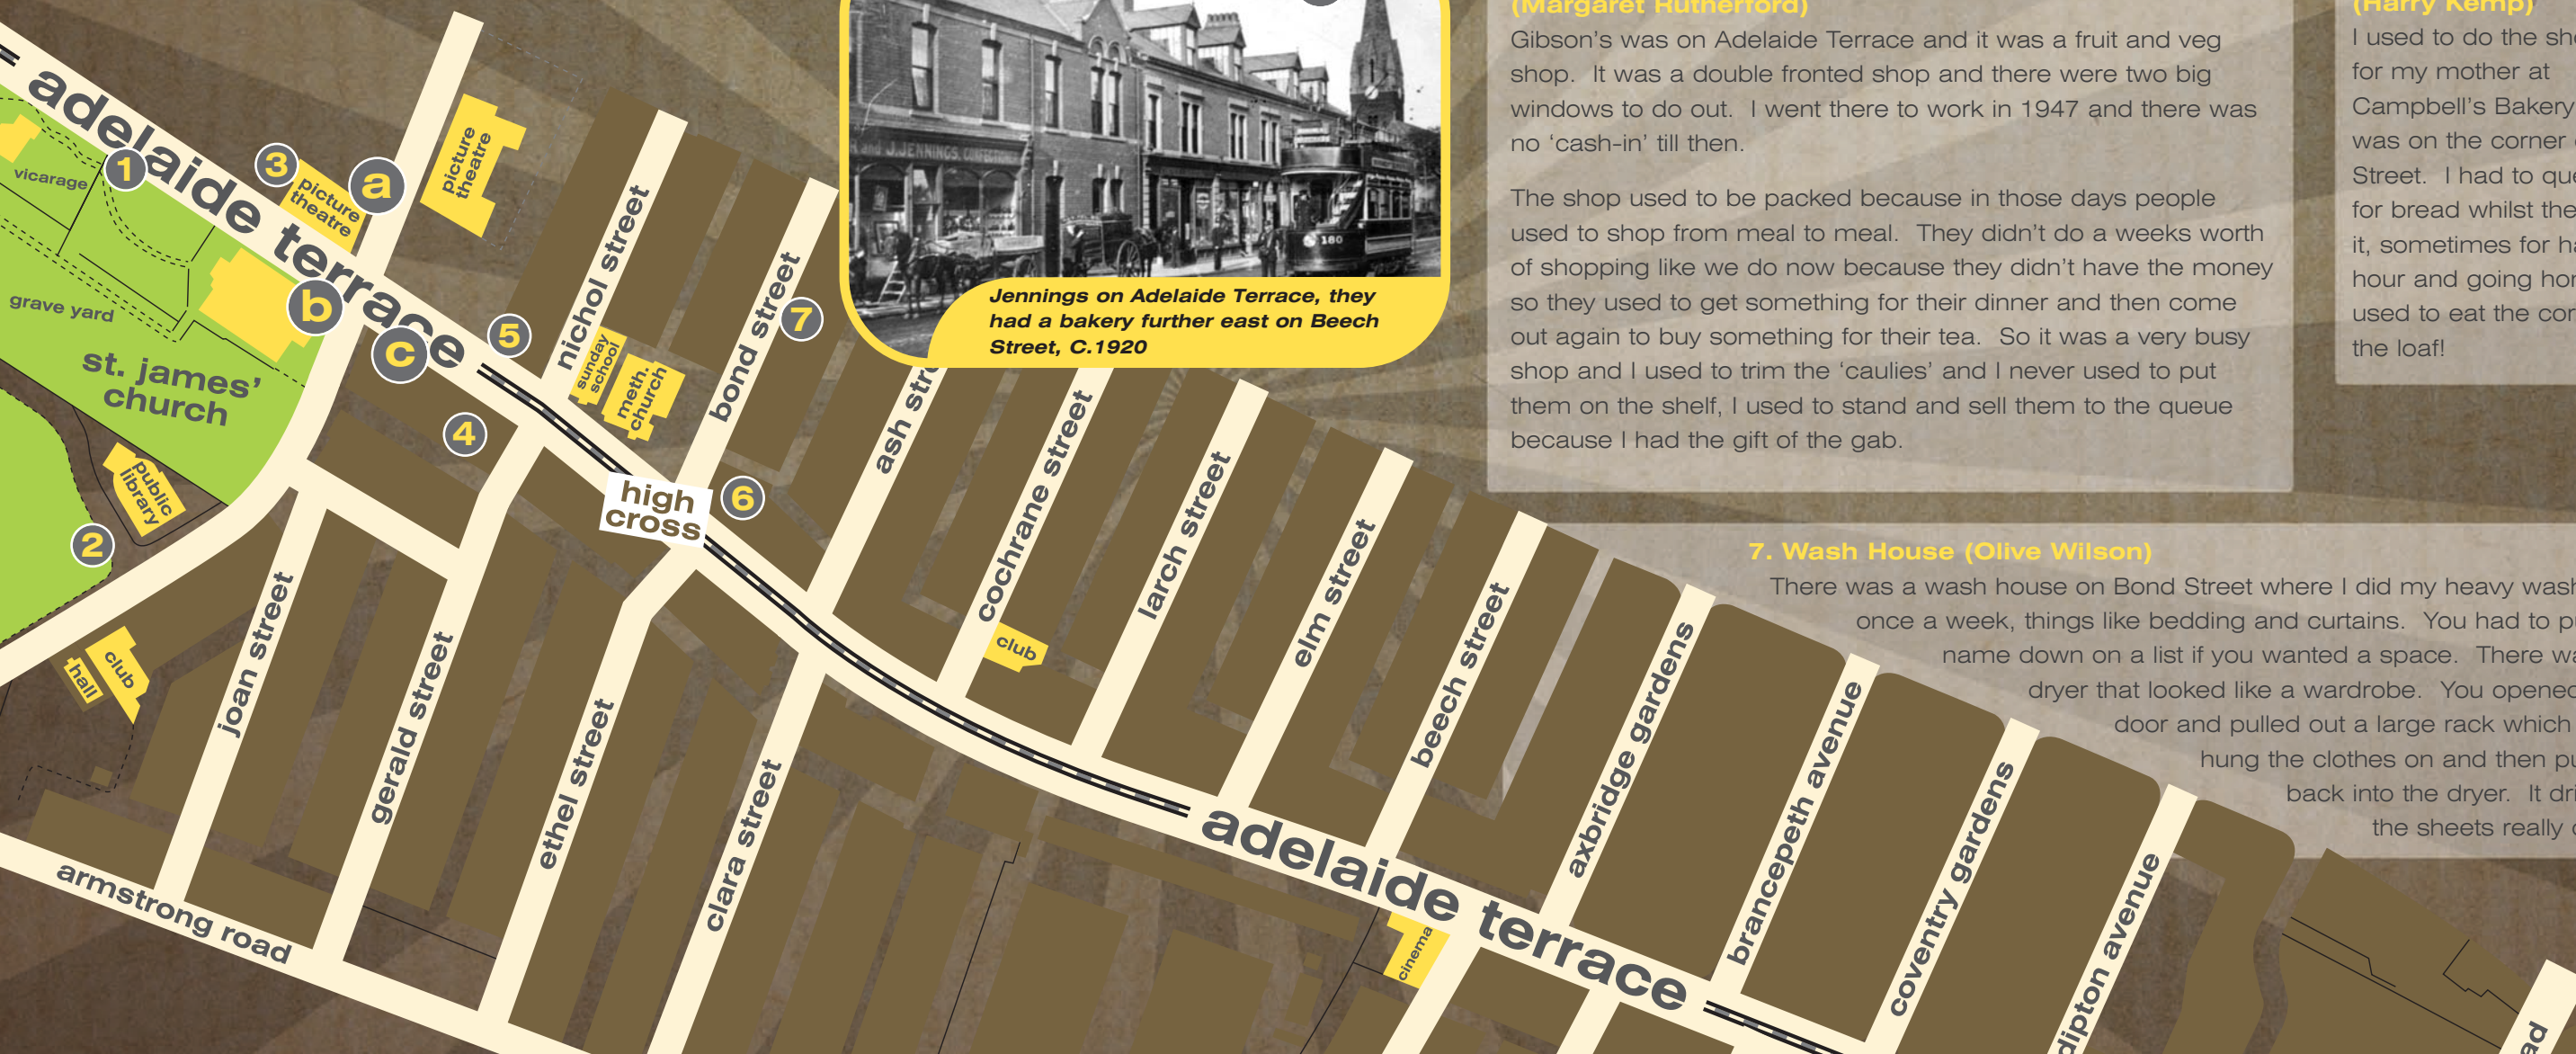 adelaide terrace
vicarage
1
3
picture
theatre
a
picture
theatre
grave yard
b
c
st. james'
church
5
4
nichol street
sunday
school
meth.
church
bond street
7
public
library
2
high
cross
6
ash
cochrane street
larch street
elm street
beech street
club
hall
club
joan street
gerald street
ethel street
clara street
armstrong road
adelaide terrace
cinema
axbridge gardens
brancepeth avenue
coventry gardens
avenue
and J. JENNINGS,
180
Jennings on Adelaide Terrace, they
had a bakery further east on Beech
Street, C.1920
(Margaret Rutherford)
Gibson's was on Adelaide Terrace and it was a fruit and veg
shop. It was a double fronted shop and there were two big
windows to do out. I went there to work in 1947 and there was
no 'cash-in' till then.
The shop used to be packed because in those days people
used to shop from meal to meal. They didn't do a weeks worth
of shopping like we do now because they didn't have the money
so they used to get something for their dinner and then come
out again to buy something for their tea. So it was a very busy
shop and I used to trim the 'caulies' and I never used to put
them on the shelf, I used to stand and sell them to the queue
because I had the gift of the gab.
(Harry Kemp)
I used to do the
for my mother at
Campbell's Bakery
was on the corner
Street. I had to
for bread whilst
it, sometimes for
hour and going
used to eat the
the loaf!
7. Wash House (Olive Wilson)
There was a wash house on Bond Street where I did my heavy
once a week, things like bedding and curtains. You had to
name down on a list if you wanted a space. There
dryer that looked like a wardrobe. You opened
door and pulled out a large rack which
hung the clothes on and then
back into the dryer. It
the sheets really